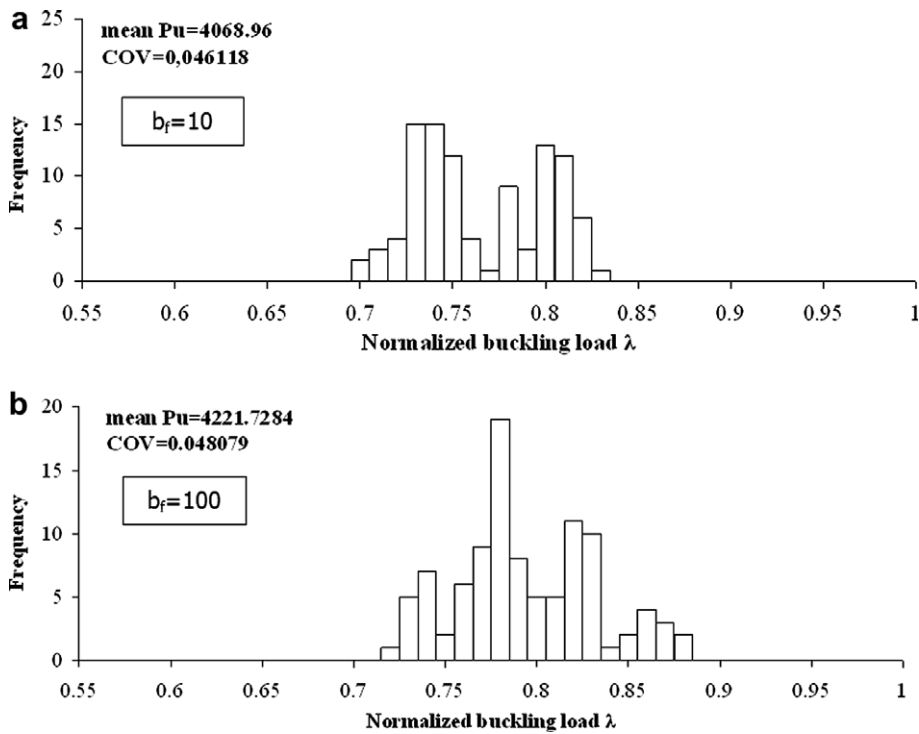 a
mean Pu=4068.96
COV=0,046118
bf=10
Frequency
25
20
15
10
5
0
0.55 0.6 0.65 0.7 0.75 0.8 0.85 0.9 0.95 1
Normalized buckling load λ
b
mean Pu=4221.7284
COV=0.048079
bf=100
Frequency
20
15
10
5
0
0.55 0.6 0.65 0.7 0.75 0.8 0.85 0.9 0.95 1
Normalized buckling load λ